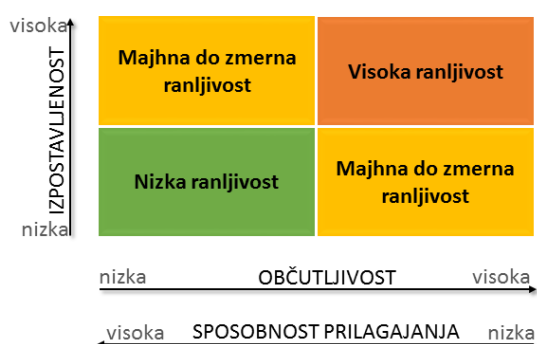 visoka
IZPOSTAVLJENOST
nizka
Majhna do zmerna
ranljivost
Visoka ranljivost
Nizka ranljivost
Majhna do zmerna
ranljivost
nizka OBČUTLJIVOST visoka
visoka SPOSOBNOST PRILAGAJANJA nizka